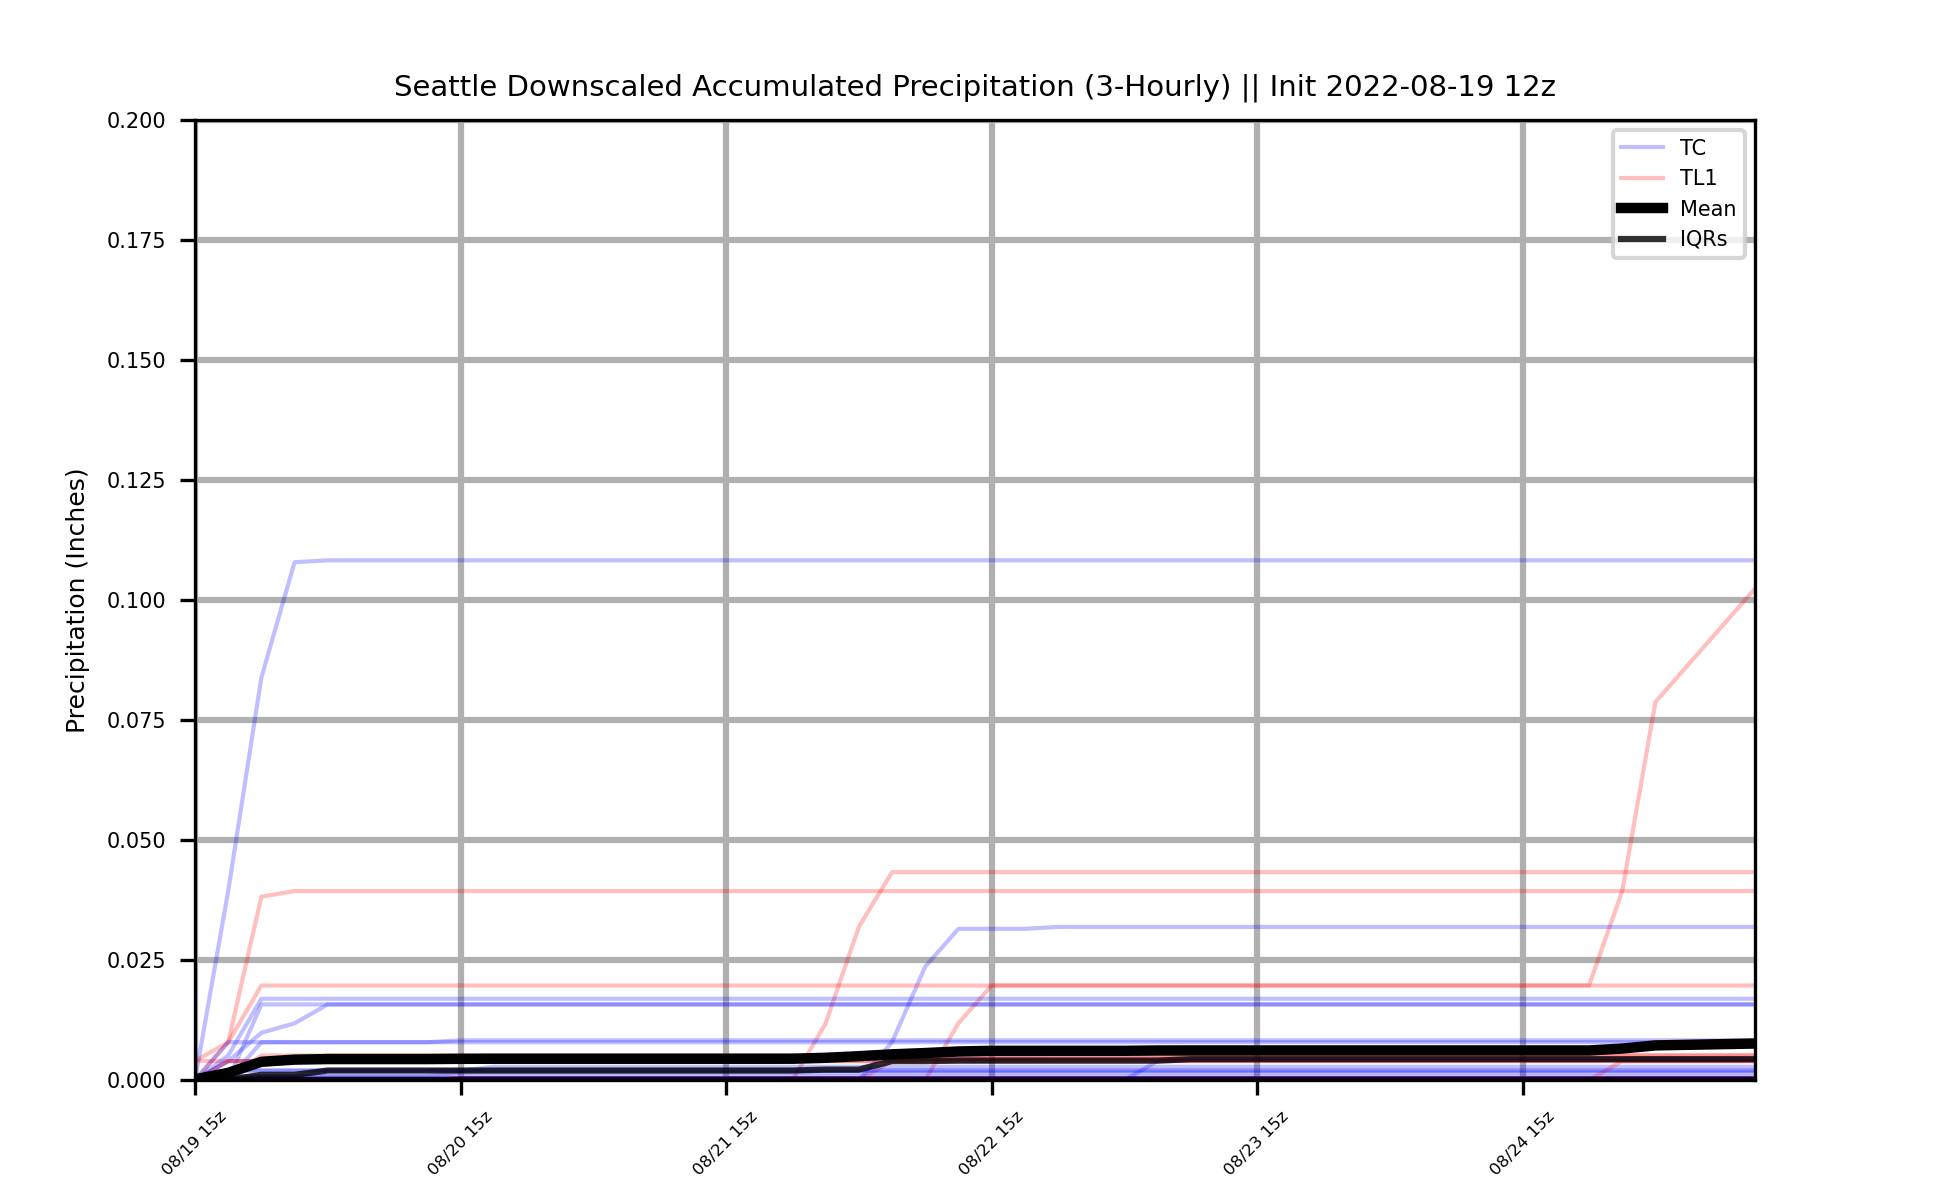 Seattle Downscaled Accumulated Precipitation (3-Hourly) || Init 2022-08-19 12z
TC
TL1
Mean
IQRs
Precipitation (Inches)
0.200
0.175
0.150
0.125
0.100
0.075
0.050
0.025
0.000
08/19 15z
08/20 15z
08/21 15z
08/22 15z
08/23 15z
08/24 15z